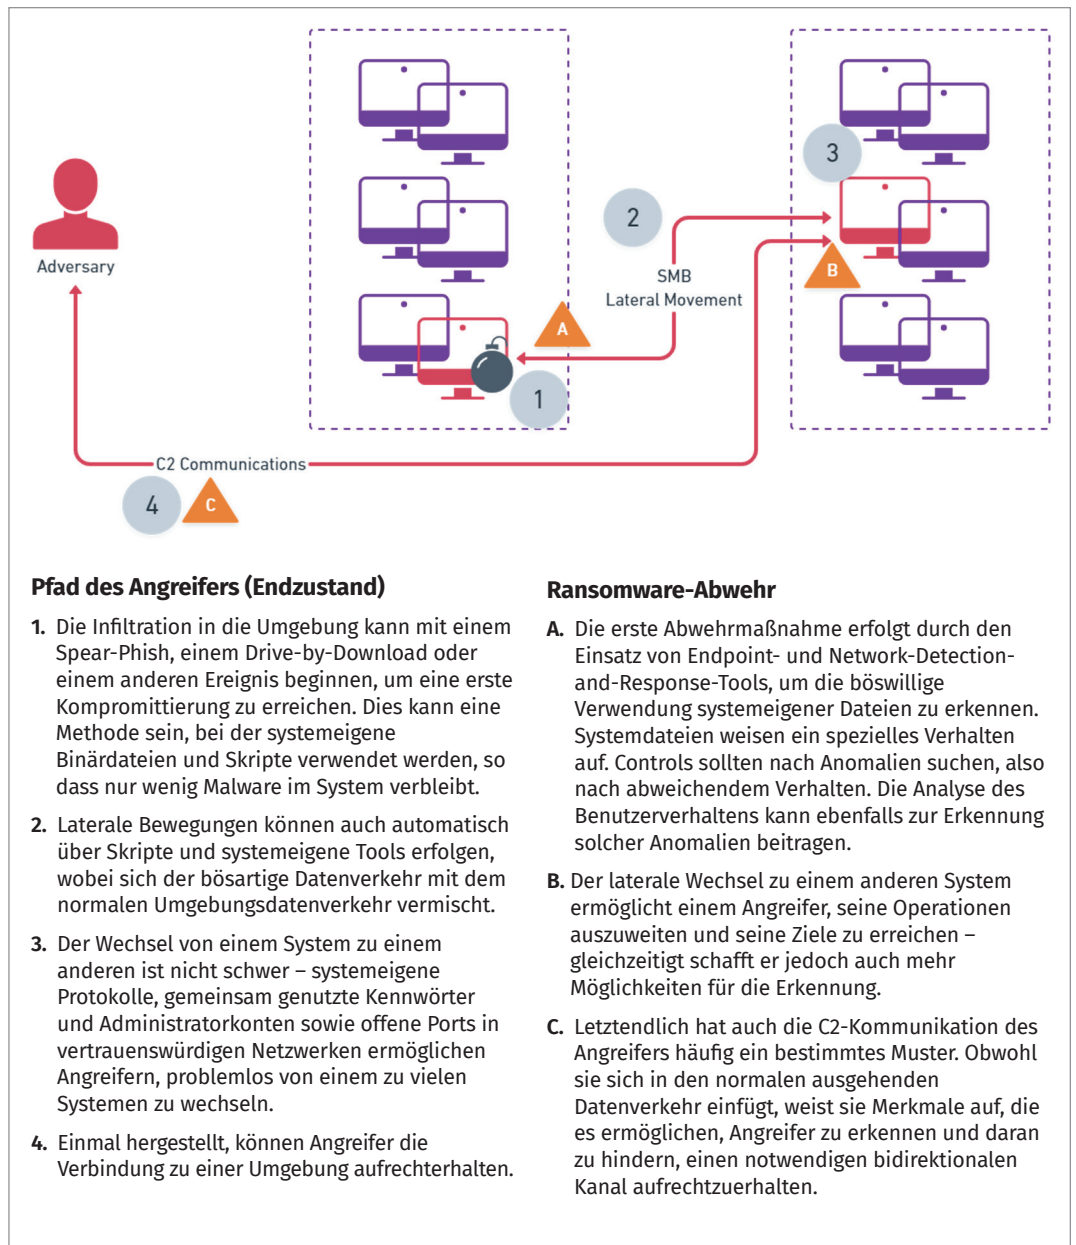 3
2
Adversary
SMB
Lateral Movement
B
A
1
C2 Communications
4
C
Pfad des Angreifers (Endzustand)
1. Die Infiltration in die Umgebung kann mit einem
Spear-Phish, einem Drive-by-Download oder
einem anderen Ereignis beginnen, um eine erste
Kompromittierung zu erreichen. Dies kann eine
Methode sein, bei der systemeigene
Binärdateien und Skripte verwendet werden, so
dass nur wenig Malware im System verbleibt.
2. Laterale Bewegungen können auch automatisch
über Skripte und systemeigene Tools erfolgen,
wobei sich der bösartige Datenverkehr mit dem
normalen Umgebungsdatenverkehr vermischt.
3. Der Wechsel von einem System zu einem
anderen ist nicht schwer – systemeigene
Protokolle, gemeinsam genutzte Kennwörter
und Administratorkonten sowie offene Ports in
vertrauenswürdigen Netzwerken ermöglichen
Angreifern, problemlos von einem zu vielen
Systemen zu wechseln.
4. Einmal hergestellt, können Angreifer die
Verbindung zu einer Umgebung aufrechterhalten.
Ransomware-Abwehr
A. Die erste Abwehrmaßnahme erfolgt durch den
Einsatz von Endpoint- und Network-Detection-
and-Response-Tools, um die böswillige
Verwendung systemeigener Dateien zu erkennen.
Systemdateien weisen ein spezielles Verhalten
auf. Controls sollten nach Anomalien suchen, also
nach abweichendem Verhalten. Die Analyse des
Benutzerverhaltens kann ebenfalls zur Erkennung
solcher Anomalien beitragen.
B. Der laterale Wechsel zu einem anderen System
ermöglicht einem Angreifer, seine Operationen
auszuweiten und seine Ziele zu erreichen –
gleichzeitigt schafft er jedoch auch mehr
Möglichkeiten für die Erkennung.
C. Letztendlich hat auch die C2-Kommunikation des
Angreifers häufig ein bestimmtes Muster. Obwohl
sie sich in den normalen ausgehenden
Datenverkehr einfügt, weist sie Merkmale auf, die
es ermöglichen, Angreifer zu erkennen und daran
zu hindern, einen notwendigen bidirektionalen
Kanal aufrechtzuerhalten.